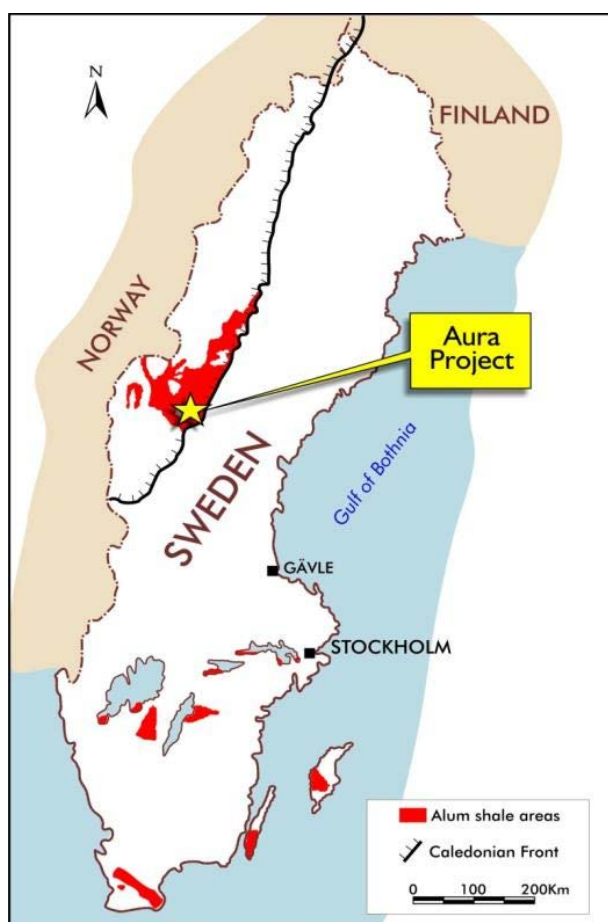 N
FINLAND
NORWAY
Aura
Project
SWEDEN
Gulf of Bothnia
GÄVLE
STOCKHOLM
Alum shale areas
Caledonian Front
0 100 200Km